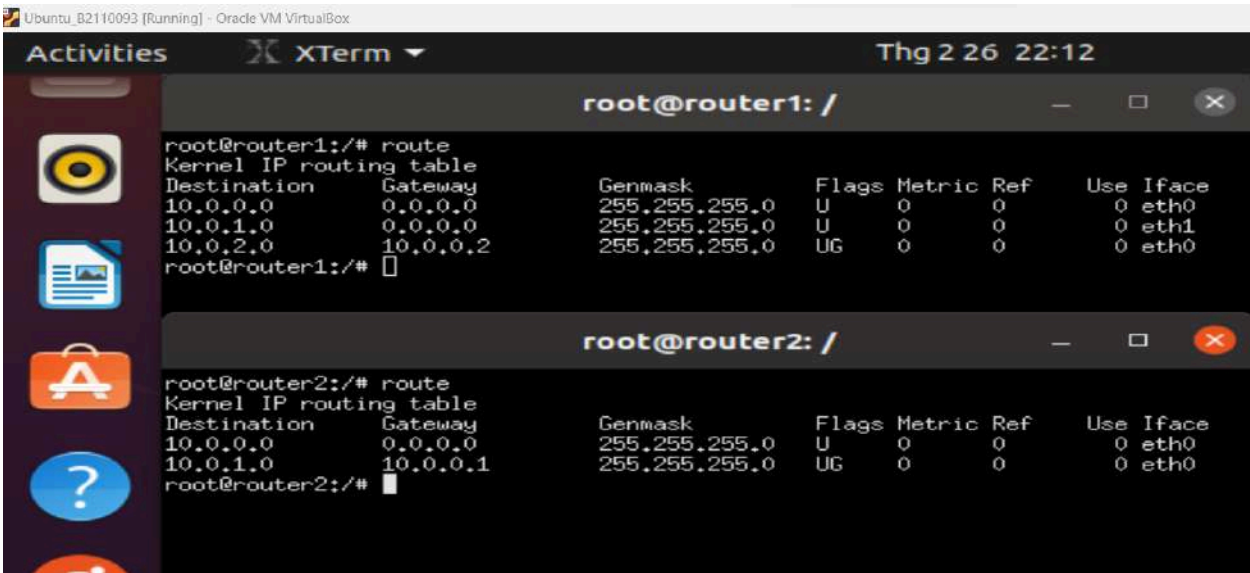 Ubuntu_B2110093 [Running] - Oracle VM VirtualBox
Activities XTerm Thg 2 26 22:12
root@router1: /
root@router1:/# route
Kernel IP routing table
Destination Gateway Genmask Flags Metric Ref Use Iface
10.0.0.0 0.0.0.0 255.255.255.0 U 0 0 0 eth0
10.0.1.0 0.0.0.0 255.255.255.0 U 0 0 0 eth1
10.0.2.0 10.0.0.2 255.255.255.0 UG 0 0 0 eth0
root@router1:/#
root@router2: /
root@router2:/# route
Kernel IP routing table
Destination Gateway Genmask Flags Metric Ref Use Iface
10.0.0.0 0.0.0.0 255.255.255.0 U 0 0 0 eth0
10.0.1.0 10.0.0.1 255.255.255.0 UG 0 0 0 eth0
root@router2:/#